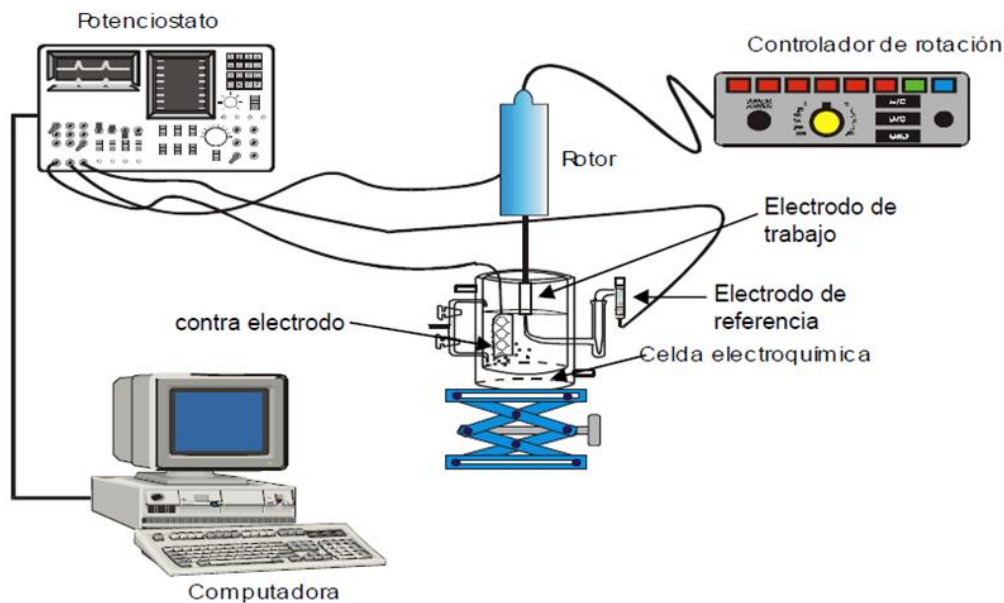 Potenciostato
Controlador de rotación
Rotor
Electrodo de
trabajo
Electrodo de
referencia
contra electrodo
Celda electroquímica
Computadora